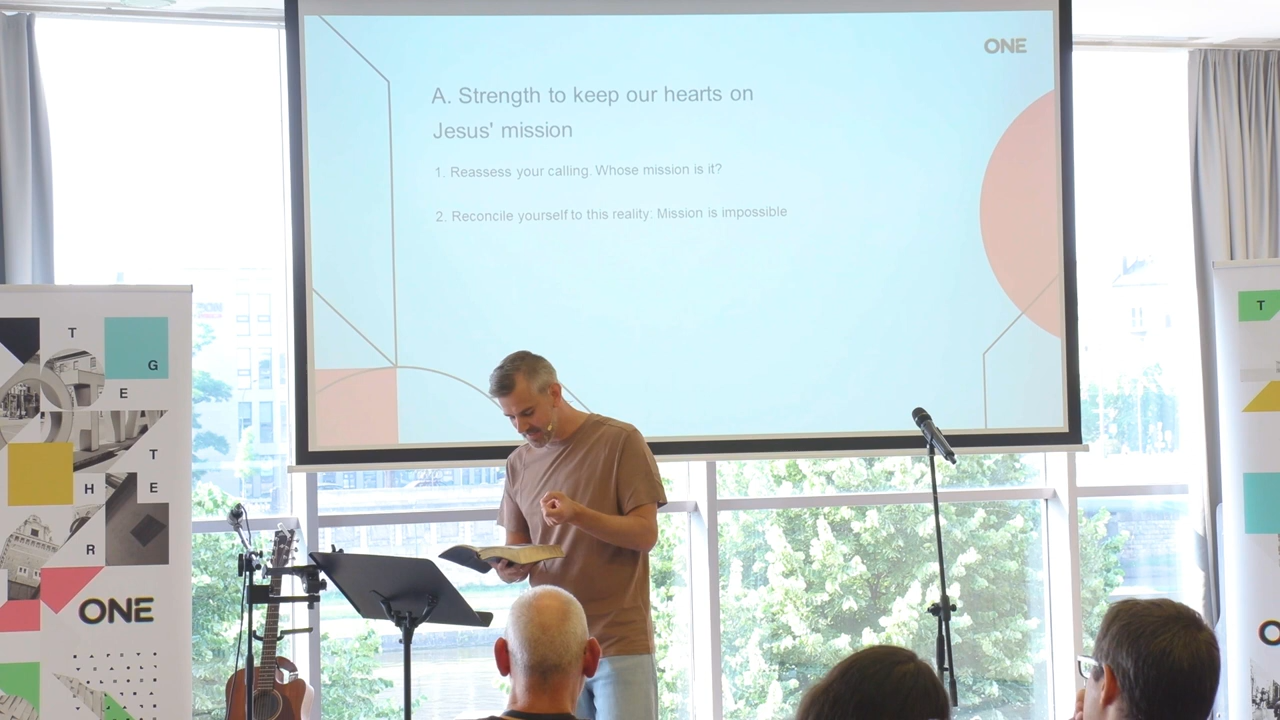 ONE
A. Strength to keep our hearts on
Jesus' mission
1. Reassess your calling. Whose mission is it?
2. Reconcile yourself to this reality: Mission is impossible
T
G
E
T
H
E
R
ONE
T